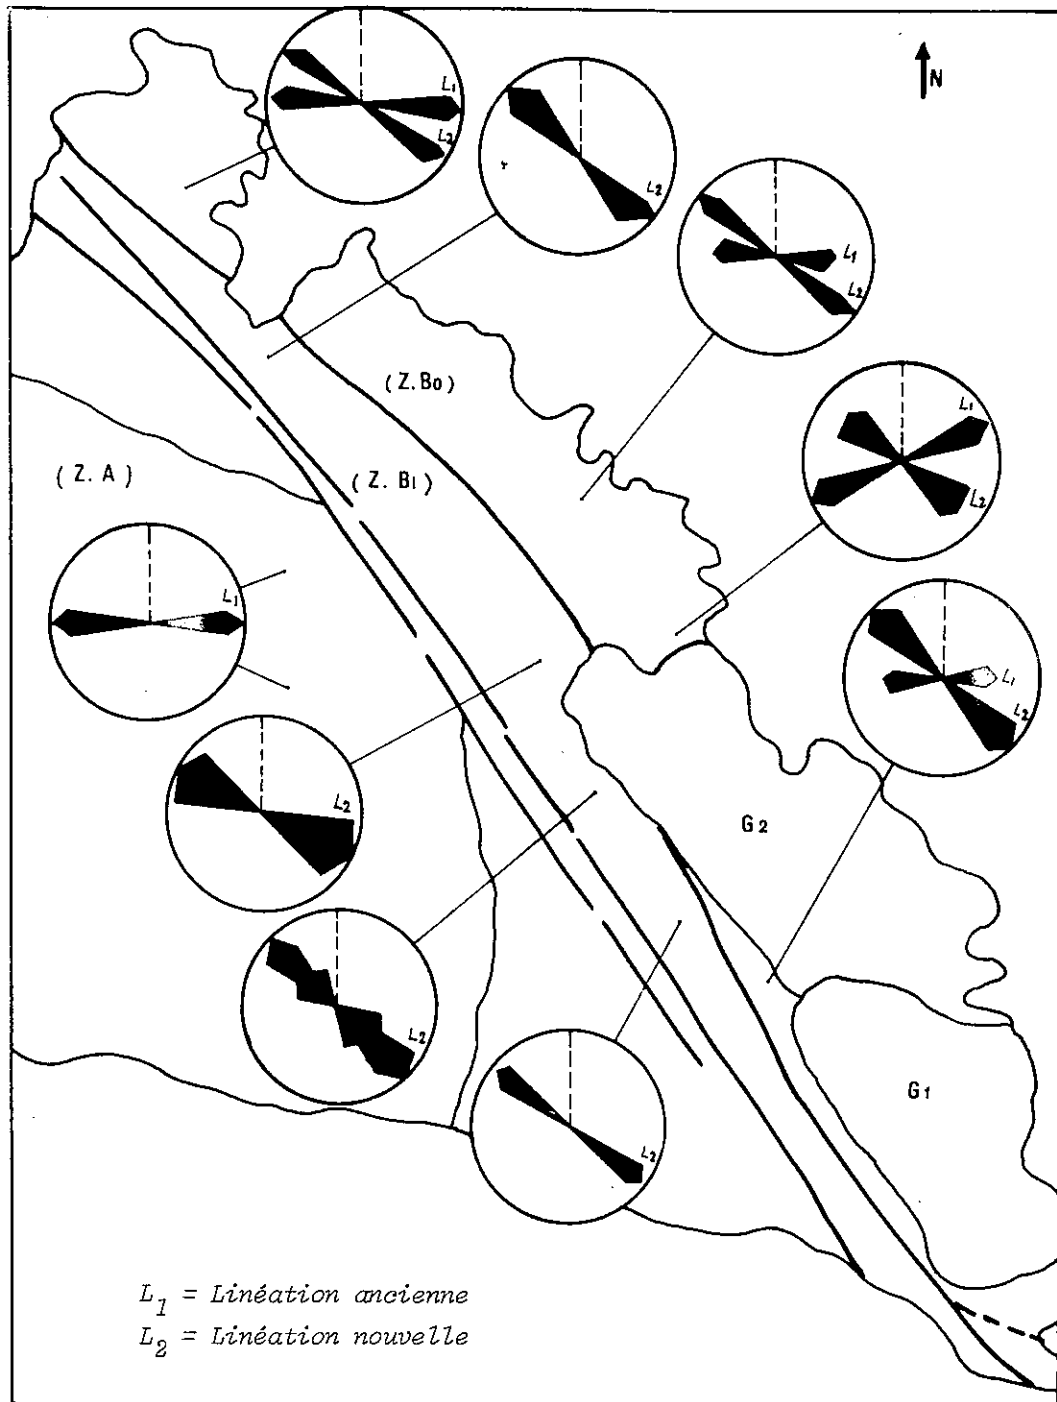 N
L1
L2
L2
L1
L2
(Z.B0)
L1
L2
(Z.A)
(Z.B1)
L1
L1
L2
L2
G2
L2
L2
G1
L1 = Linéation ancienne
L2 = Linéation nouvelle